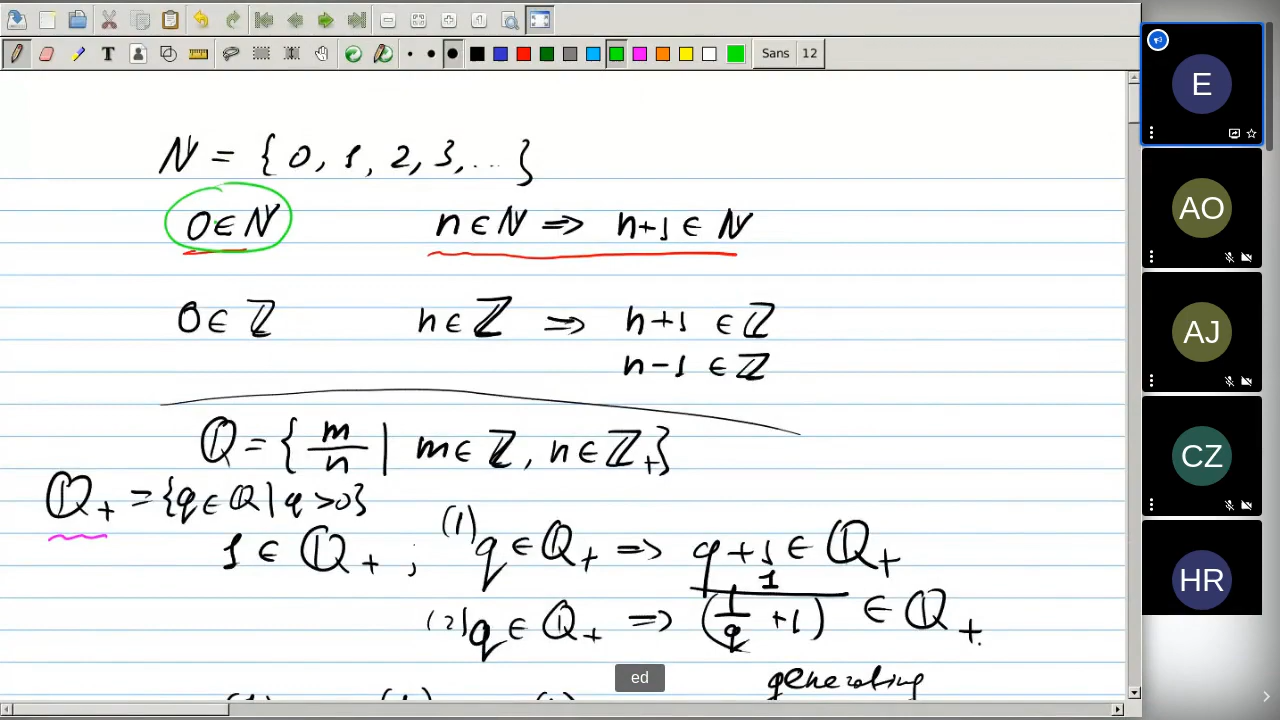 Sans 12
ℕ = { 0, 1, 2, 3, ... }
0 ∈ ℕ n ∈ ℕ ⇒ n+1 ∈ ℕ
0 ∈ ℤ n ∈ ℤ ⇒ n+1 ∈ ℤ
n-1 ∈ ℤ
ℚ = { m/n | m ∈ ℤ, n ∈ ℤ₊ }
ℚ₊ = { q ∈ ℚ | q > 0 }
1 ∈ ℚ₊ ; (1) q ∈ ℚ₊ ⇒ q+1 ∈ ℚ₊
(2) q ∈ ℚ₊ ⇒ 1/(1/q + 1) ∈ ℚ₊
generating
ed
E
AO
AJ
CZ
HR